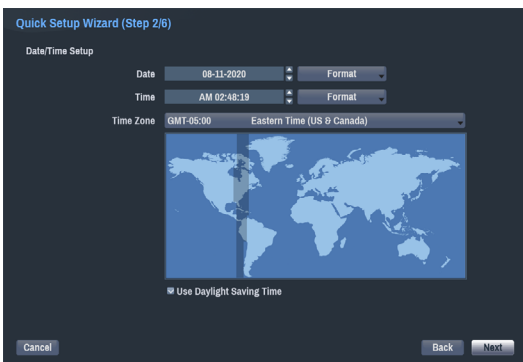 Quick Setup Wizard (Step 2/6)
Date/Time Setup
Date 08-11-2020 Format
Time AM 02:48:19 Format
Time Zone GMT-05:00 Eastern Time (US & Canada)
Use Daylight Saving Time
Cancel Back Next